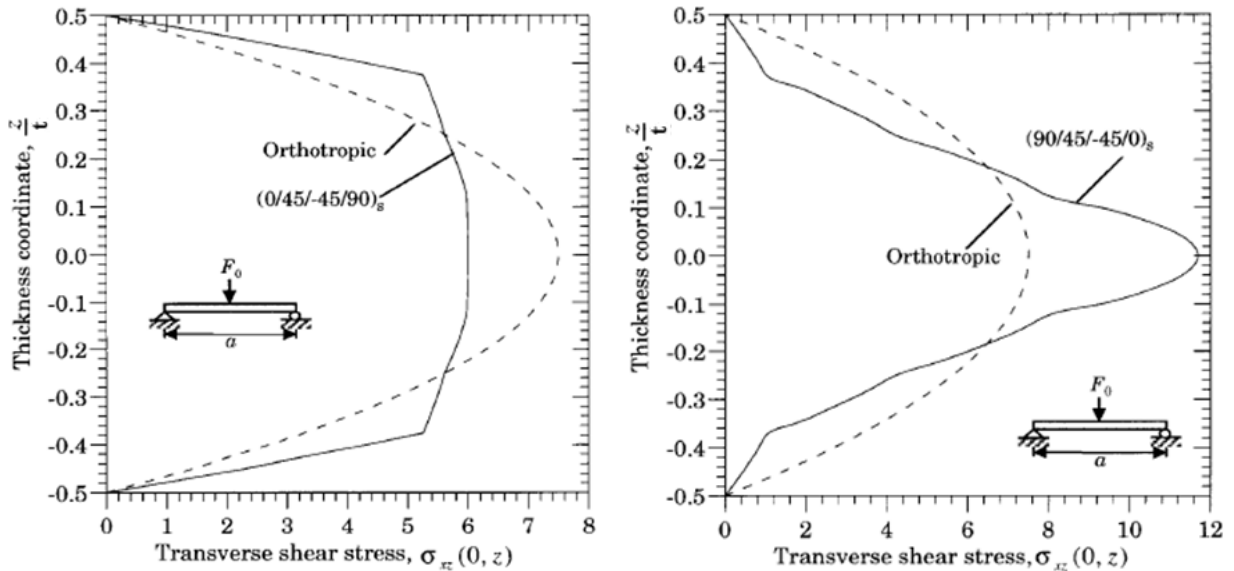 0.5
0.4
0.3
0.2
0.1
0.0
-0.1
-0.2
-0.3
-0.4
-0.5
Thickness coordinate, z/t
Orthotropic
(0/45/-45/90)s
F0
a
0 1 2 3 4 5 6 7 8
Transverse shear stress, σxz (0, z)
0.5
0.4
0.3
0.2
0.1
0.0
-0.1
-0.2
-0.3
-0.4
-0.5
Thickness coordinate, z/t
(90/45/-45/0)s
Orthotropic
F0
a
0 2 4 6 8 10 12
Transverse shear stress, σxz (0, z)